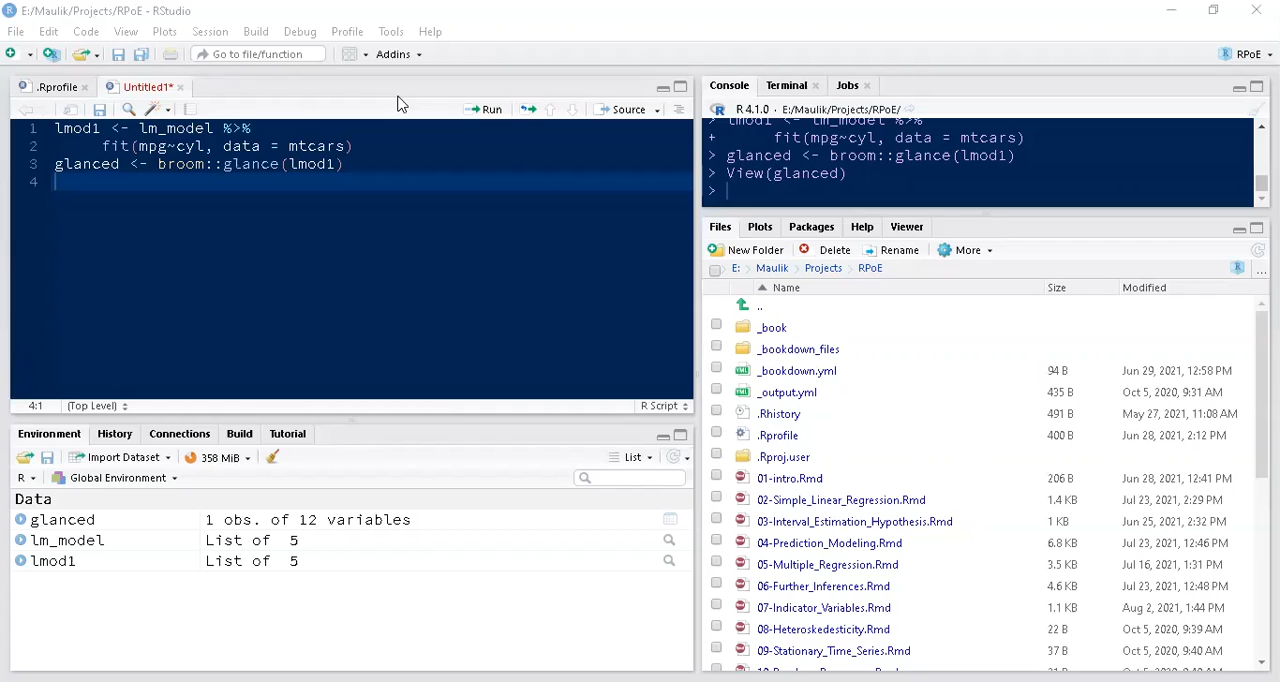 E:/Maulik/Projects/RPoE - RStudio
File Edit Code View Plots Session Build Debug Profile Tools Help
Go to file/function Addins RPoE
.Rprofile Untitled1*
Run Source
1 lmod1 <- lm_model %>%
2 fit(mpg~cyl, data = mtcars)
3 glanced <- broom::glance(lmod1)
4
4:1 (Top Level) R Script
Console Terminal Jobs
R 4.1.0 · E:/Maulik/Projects/RPoE/
> lmod1 <- lm_model %>%
+ fit(mpg~cyl, data = mtcars)
> glanced <- broom::glance(lmod1)
> View(glanced)
>
Environment History Connections Build Tutorial
Import Dataset 358 MiB List
R Global Environment
Data
glanced 1 obs. of 12 variables
lm_model List of 5
lmod1 List of 5
Files Plots Packages Help Viewer
New Folder Delete Rename More
E: Maulik Projects RPoE ...
Name Size Modified
..
_book
_bookdown_files
_bookdown.yml 94 B Jun 29, 2021, 12:58 PM
_output.yml 435 B Oct 5, 2020, 9:31 AM
.Rhistory 491 B May 27, 2021, 11:08 AM
.Rprofile 400 B Jun 28, 2021, 2:12 PM
.Rproj.user
01-intro.Rmd 206 B Jun 28, 2021, 12:41 PM
02-Simple_Linear_Regression.Rmd 1.4 KB Jul 23, 2021, 2:29 PM
03-Interval_Estimation_Hypothesis.Rmd 1 KB Jun 25, 2021, 2:32 PM
04-Prediction_Modeling.Rmd 6.8 KB Jul 23, 2021, 12:46 PM
05-Multiple_Regression.Rmd 3.5 KB Jul 16, 2021, 1:31 PM
06-Further_Inferences.Rmd 4.6 KB Jul 23, 2021, 12:48 PM
07-Indicator_Variables.Rmd 1.1 KB Aug 2, 2021, 1:44 PM
08-Heteroskedesticity.Rmd 22 B Oct 5, 2020, 9:39 AM
09-Stationary_Time_Series.Rmd 37 B Oct 5, 2020, 9:40 AM